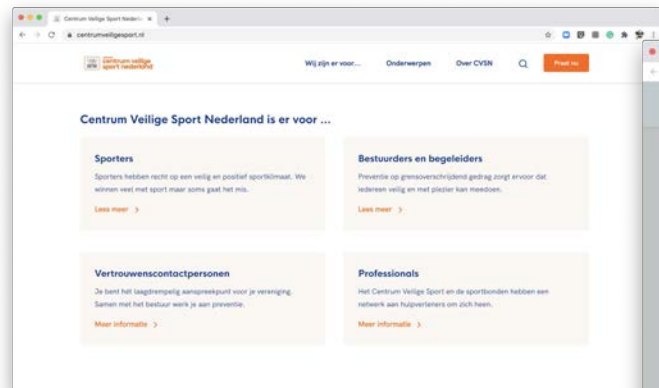 Centrum Veilige Sport Nederla
centrumveiligesport.nl
centrum veilige
sport nederland
Wij zijn er voor...
Onderwerpen
Over CVSN
Praat nu
Centrum Veilige Sport Nederland is er voor ...
Sporters
Sporters hebben recht op een veilig en positief sportklimaat. We
winnen veel met sport maar soms gaat het mis.
Lees meer >
Bestuurders en begeleiders
Preventie op grensoverschrijdend gedrag zorgt ervoor dat
iedereen veilig en met plezier kan meedoen.
Lees meer >
Vertrouwenscontactpersonen
Je bent hét laagdrempelig aanspreekpunt voor je vereniging.
Samen met het bestuur werk je aan preventie.
Meer informatie >
Professionals
Het Centrum Veilige Sport en de sportbonden hebben een
netwerk aan hulpverleners om zich heen.
Meer informatie >